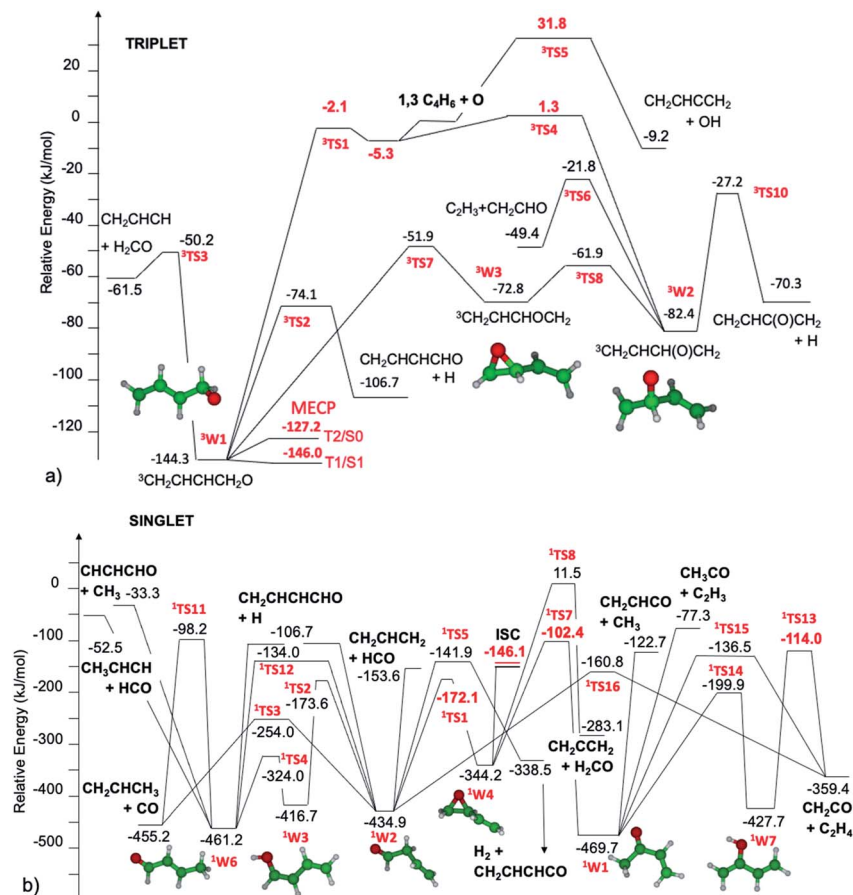 TRIPLET
Relative Energy (kJ/mol)
20
0
-20
-40
-60
-80
-100
-120
31.8
³TS5
1,3 C₄H₆ + O
-2.1
³TS1
-5.3
1.3
³TS4
CH₂CHCCH₂
+ OH
-9.2
-21.8
³TS6
C₂H₃+CH₂CHO
-49.4
-27.2
³TS10
CH₂CHCH
+ H₂CO
-50.2
³TS3
-61.5
-51.9
³TS7
-61.9
³TS8
³W3
-72.8
³CH₂CHCHOCH₂
-74.1
³TS2
³W2
-82.4
³CH₂CHCH(O)CH₂
-70.3
CH₂CHC(O)CH₂
+ H
CH₂CHCHCHO
+ H
-106.7
MECP
-127.2
T2/S0
-146.0
T1/S1
³W1
-144.3
³CH₂CHCHCH₂O
a)
SINGLET
Relative Energy (kJ/mol)
0
-100
-200
-300
-400
-500
CHCHCHO
+ CH₃
-33.3
-52.5
CH₃CHCH
+ HCO
¹TS11
-98.2
CH₂CHCHCHO
+ H
-106.7
-134.0
¹TS12
¹TS2
-173.6
¹TS3
-254.0
¹TS4
-324.0
-416.7
¹W3
CH₂CHCH₃
+ CO
-455.2
-461.2
¹W6
CH₂CHCH₂
+ HCO
-153.6
¹TS5
-141.9
-172.1
¹TS1
ISC
-146.1
-344.2
¹W4
-338.5
H₂ +
CH₂CHCHCO
-434.9
¹W2
¹TS8
11.5
¹TS7
-102.4
-283.1
CH₂CCH₂
+ H₂CO
CH₂CHCO
+ CH₃
-122.7
-160.8
¹TS16
CH₃CO
+ C₂H₃
-77.3
¹TS15
-136.5
¹TS14
-199.9
¹TS13
-114.0
-469.7
¹W1
-427.7
¹W7
-359.4
CH₂CO
+ C₂H₄
b)